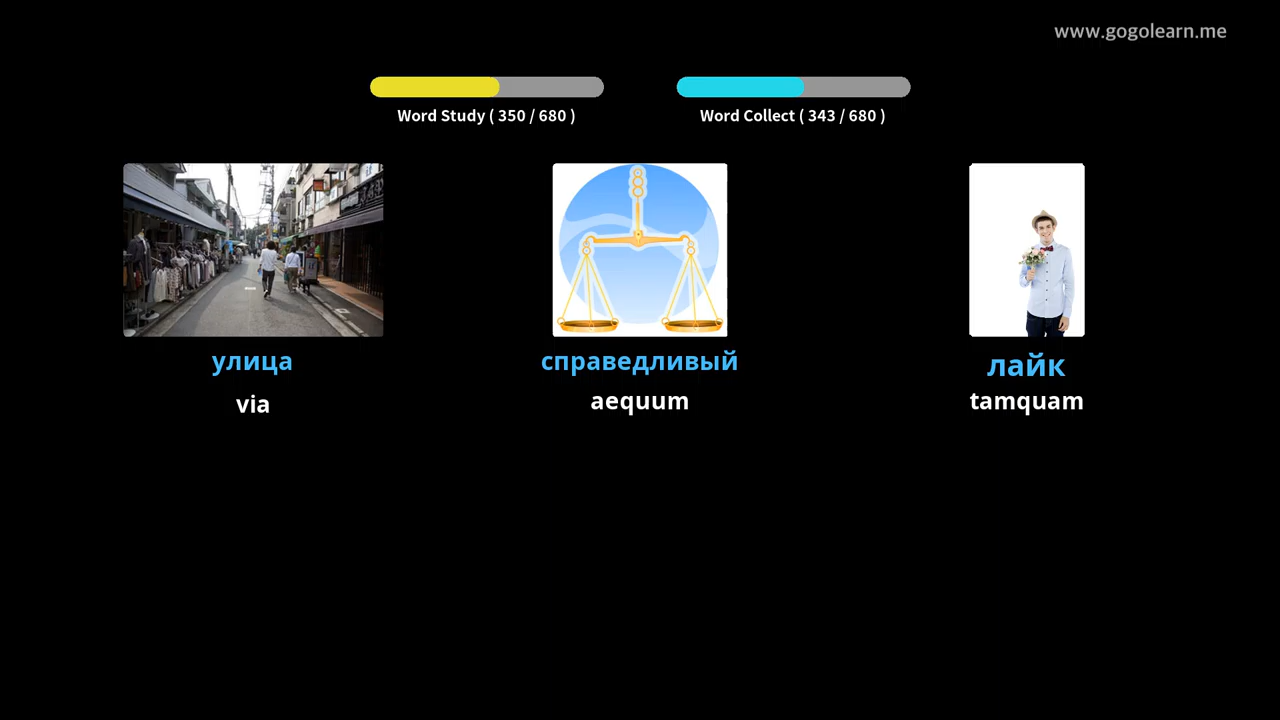 www.gogolearn.me
Word Study ( 350 / 680 )
Word Collect ( 343 / 680 )
улица
справедливый
лайк
via
aequum
tamquam